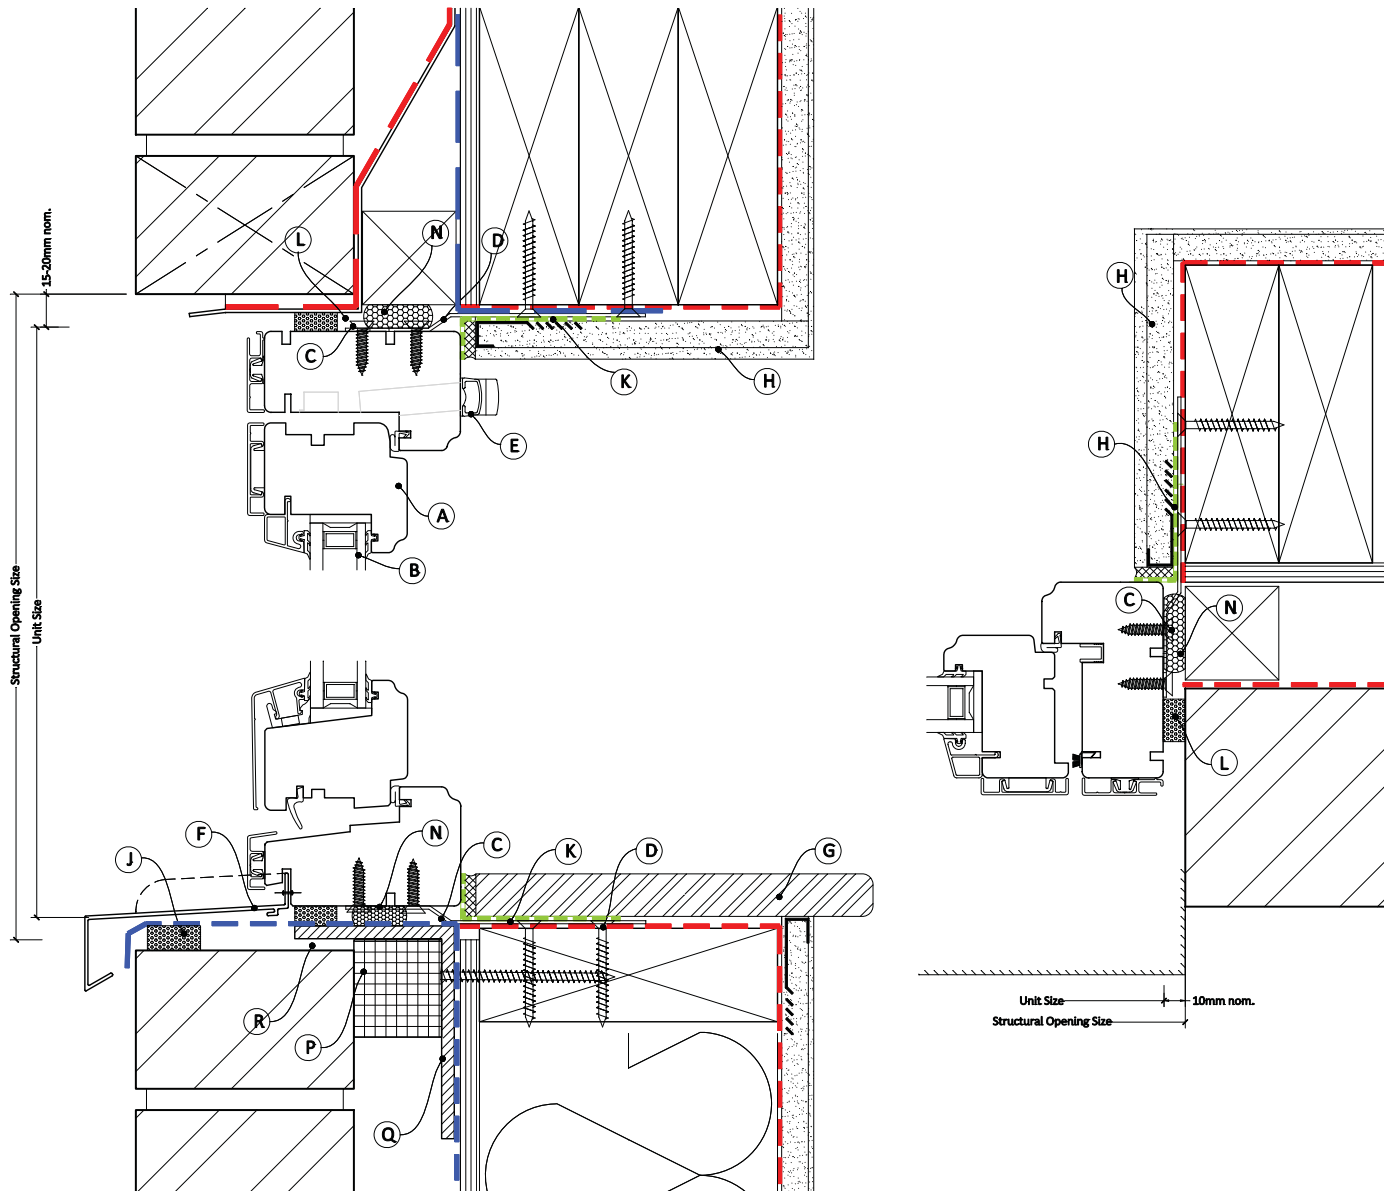 15-20mm nom.
L
N
D
H
C
K
H
E
H
A
B
Structural Opening Size
Unit Size
C
N
L
F
N
C
K
D
G
J
R
P
Unit Size
10mm nom.
Structural Opening Size
Q